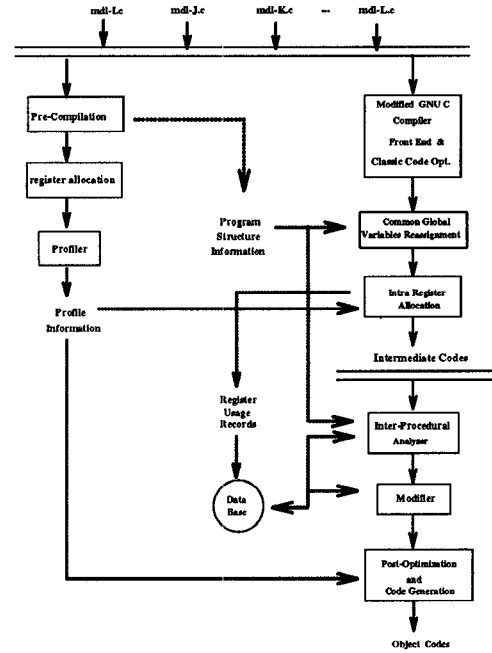 mdl-I.c mdl-J.c mdl-K.c --- mdl-L.c
Pre-Compilation
register allocation
Profiler
Profile
Information
Program
Structure
Information
Register
Usage
Records
Data
Base
Modified GNU C
Compiler
Front End &
Classic Code Opt.
Common Global
Variables Reassignment
Intra Register
Allocation
Intermediate Codes
Inter-Procedural
Analyzer
Modifier
Post-Optimization
and
Code Generation
Object Codes